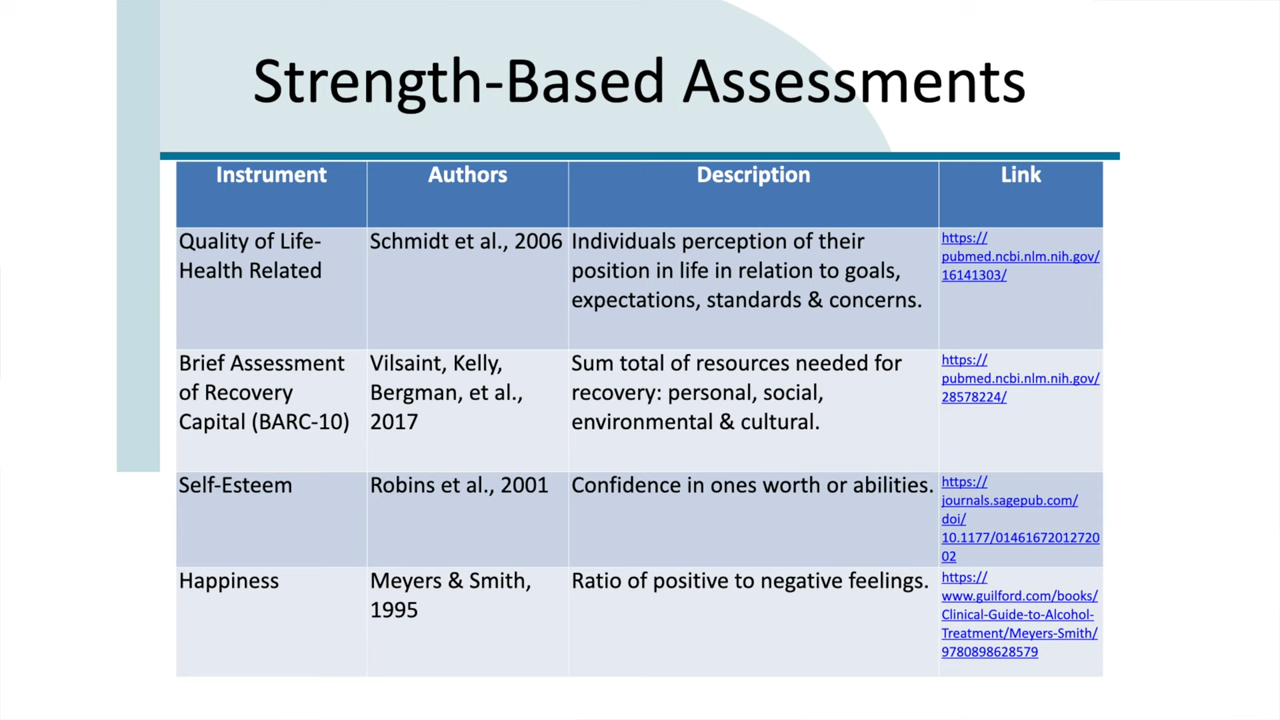 Strength-Based Assessments
Instrument
Authors
Description
Link
Quality of Life-
Health Related
Schmidt et al., 2006
Individuals perception of their
position in life in relation to goals,
expectations, standards & concerns.
https://
pubmed.ncbi.nlm.nih.gov/
16141303/
Brief Assessment
of Recovery
Capital (BARC-10)
Vilsaint, Kelly,
Bergman, et al.,
2017
Sum total of resources needed for
recovery: personal, social,
environmental & cultural.
https://
pubmed.ncbi.nlm.nih.gov/
28578224/
Self-Esteem
Robins et al., 2001
Confidence in ones worth or abilities.
https://
journals.sagepub.com/
doi/
10.1177/01461672012720
02
Happiness
Meyers & Smith,
1995
Ratio of positive to negative feelings.
https://
www.guilford.com/books/
Clinical-Guide-to-Alcohol-
Treatment/Meyers-Smith/
9780898628579